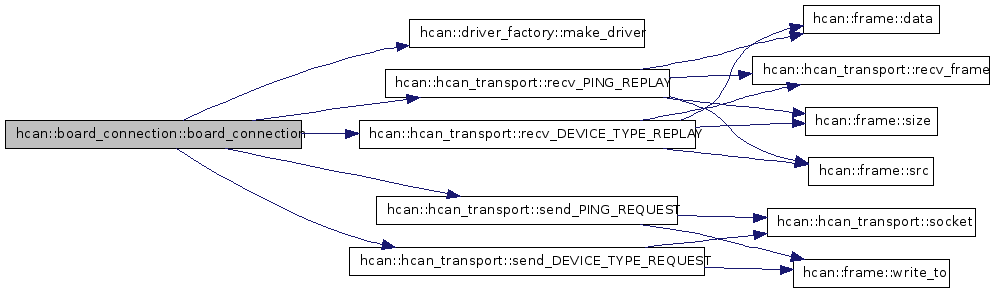 hcan::board_connection::board_connection
hcan::driver_factory::make_driver
hcan::hcan_transport::recv_PING_REPLAY
hcan::hcan_transport::recv_DEVICE_TYPE_REPLAY
hcan::hcan_transport::send_PING_REQUEST
hcan::hcan_transport::send_DEVICE_TYPE_REQUEST
hcan::frame::data
hcan::hcan_transport::recv_frame
hcan::frame::size
hcan::frame::src
hcan::hcan_transport::socket
hcan::frame::write_to